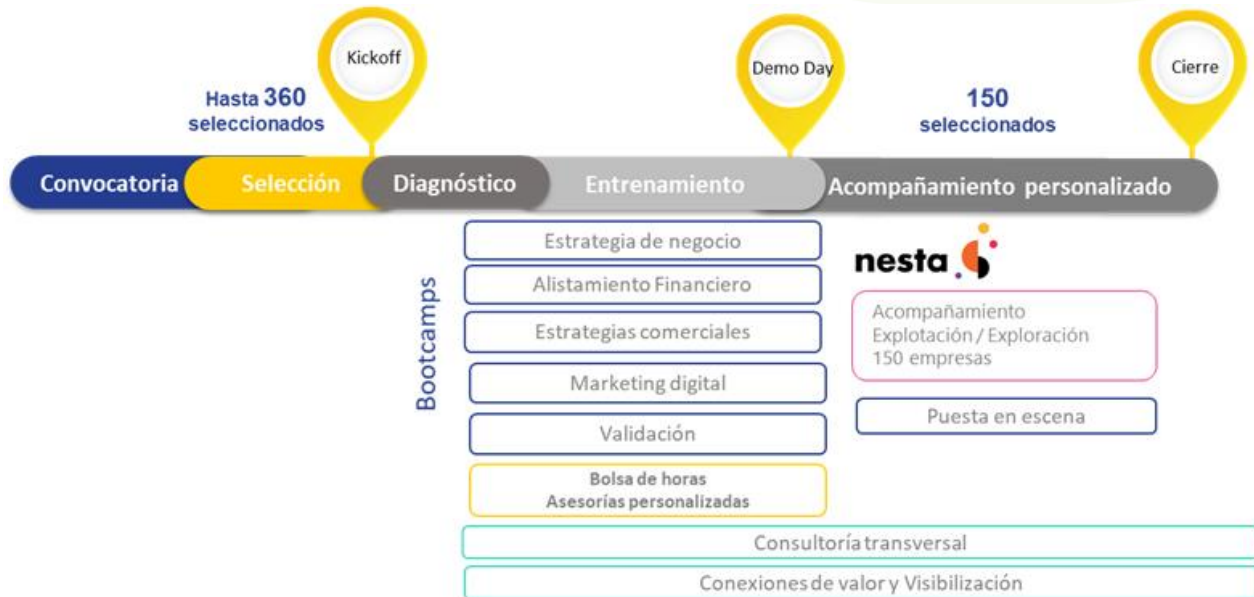 Kickoff
Demo Day
Cierre
Hasta 360
seleccionados
150
seleccionados
Convocatoria
Selección
Diagnóstico
Entrenamiento
Acompañamiento personalizado
Bootcamps
Estrategia de negocio
Alistamiento Financiero
Estrategias comerciales
Marketing digital
Validación
Bolsa de horas
Asesorías personalizadas
nesta
Acompañamiento
Explotación / Exploración
150 empresas
Puesta en escena
Consultoría transversal
Conexiones de valor y Visibilización